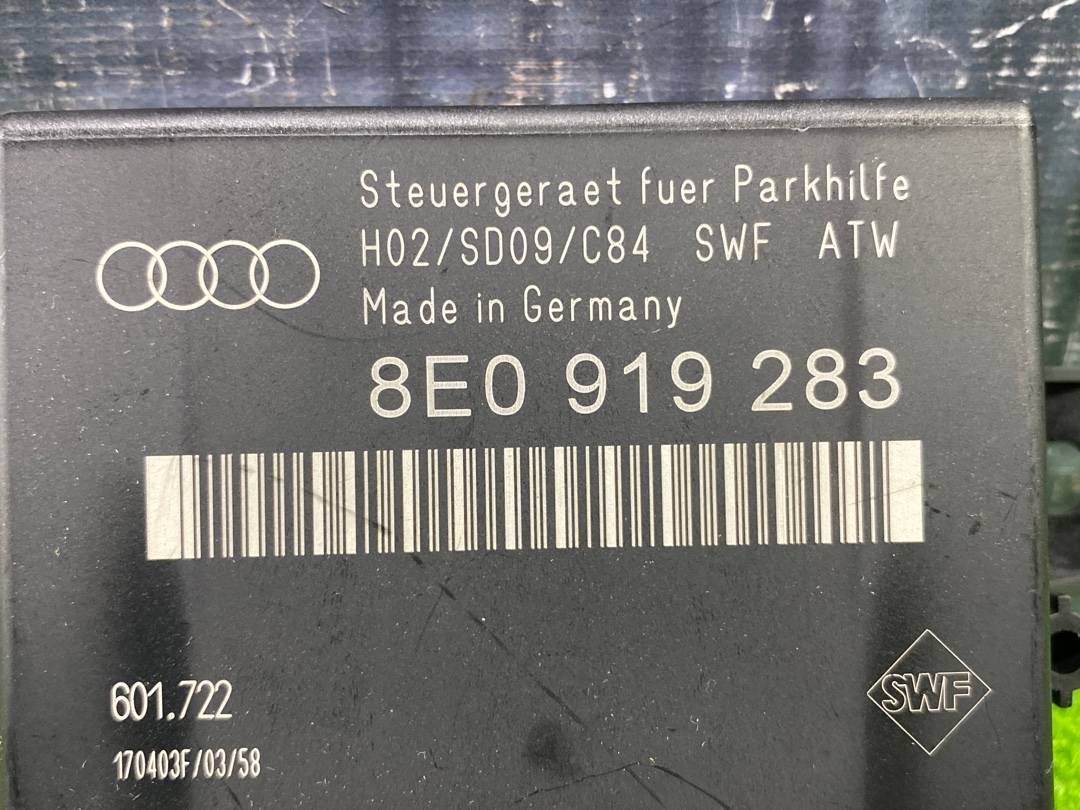 Steuergeraet fuer Parkhilfe
H02/SD09/C84 SWF ATW
Made in Germany
8E0 919 283
601.722
170403F/03/58
SWF